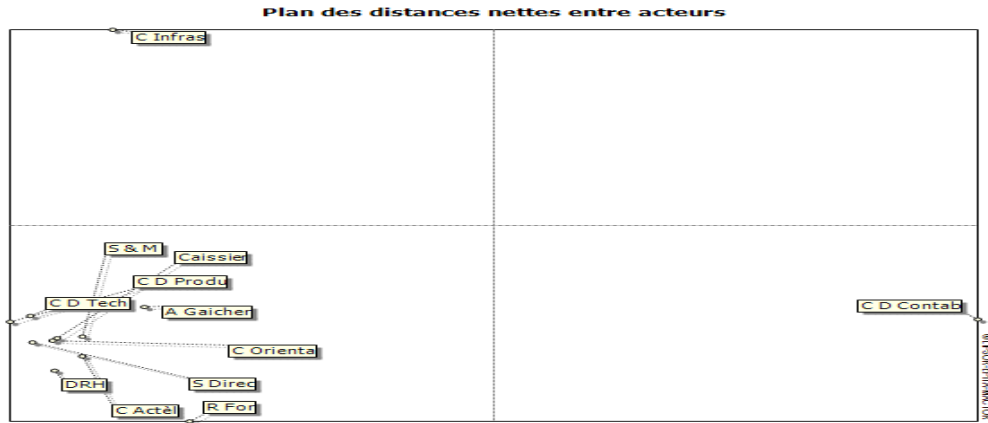 Plan des distances nettes entre acteurs
C Infras
S & M
Caissier
C D Produ
C D Tech
A Gaicher
C D Contab
C Orienta
DRH
S Direc
R For
C Actèl